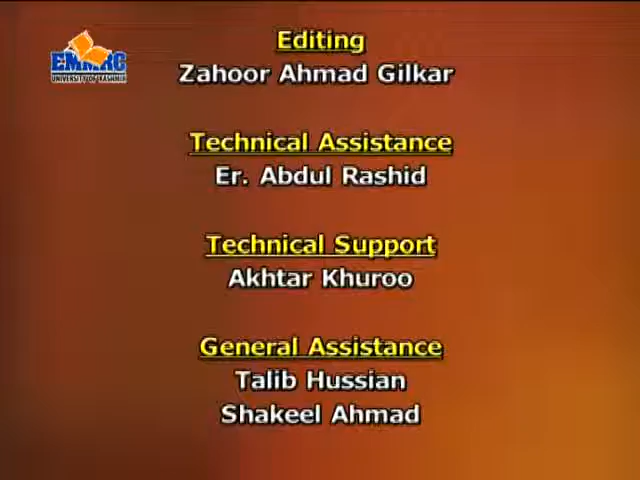 EMMRC
UNIVERSITY OF KASHMIR
Editing
Zahoor Ahmad Gilkar
Technical Assistance
Er. Abdul Rashid
Technical Support
Akhtar Khuroo
General Assistance
Talib Hussian
Shakeel Ahmad